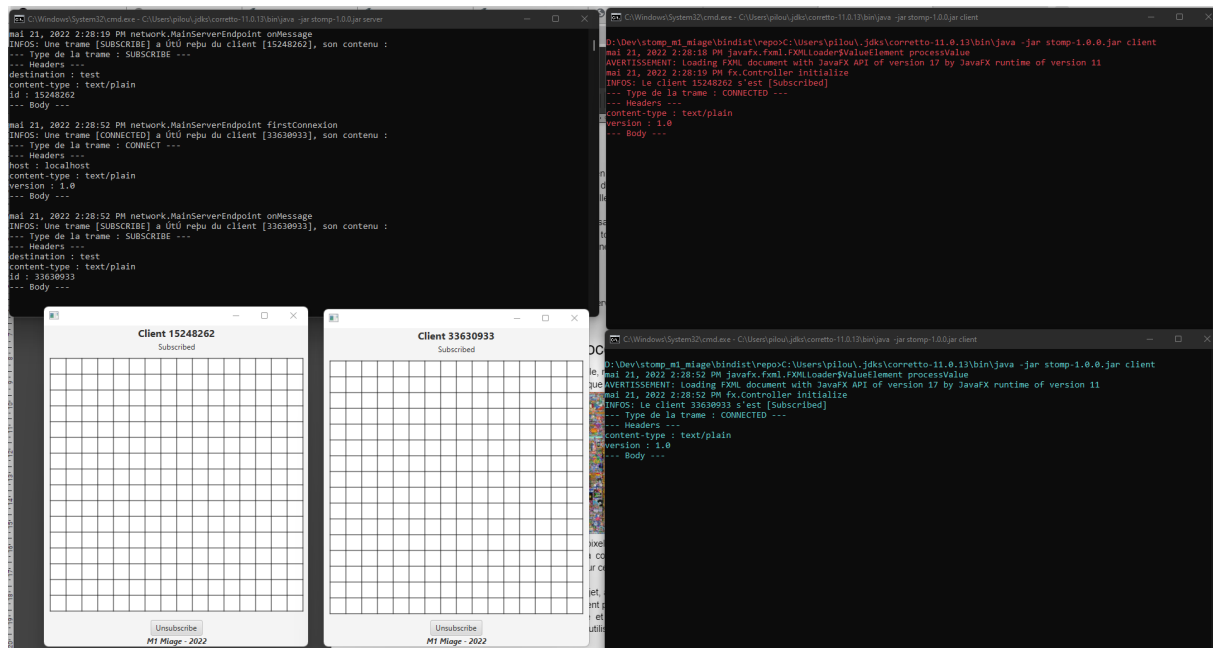 C:\Windows\System32\cmd.exe - C:\Users\pilou\.jdks\corretto-11.0.13\bin\java -jar stomp-1.0.0.jar server
mai 21, 2022 2:28:19 PM network.MainServerEndpoint onMessage
INFOS: Une trame [SUBSCRIBE] a ÚtÚ reþu du client [15248262], son contenu :
--- Type de la trame : SUBSCRIBE ---
--- Headers ---
destination : test
content-type : text/plain
id : 15248262
--- Body ---
mai 21, 2022 2:28:52 PM network.MainServerEndpoint firstConnexion
INFOS: Une trame [CONNECTED] a ÚtÚ reþu du client [33630933], son contenu :
--- Type de la trame : CONNECT ---
--- Headers ---
host : localhost
content-type : text/plain
version : 1.0
--- Body ---
mai 21, 2022 2:28:52 PM network.MainServerEndpoint onMessage
INFOS: Une trame [SUBSCRIBE] a ÚtÚ reþu du client [33630933], son contenu :
--- Type de la trame : SUBSCRIBE ---
--- Headers ---
destination : test
content-type : text/plain
id : 33630933
--- Body ---
C:\Windows\System32\cmd.exe - C:\Users\pilou\.jdks\corretto-11.0.13\bin\java -jar stomp-1.0.0.jar client
D:\Dev\stomp_m1_miage\bindist\repo>C:\Users\pilou\.jdks\corretto-11.0.13\bin\java -jar stomp-1.0.0.jar client
mai 21, 2022 2:28:18 PM javafx.fxml.FXMLLoader$ValueElement processValue
AVERTISSEMENT: Loading FXML document with JavaFX API of version 17 by JavaFX runtime of version 11
mai 21, 2022 2:28:19 PM fx.Controller initialize
INFOS: Le client 15248262 s'est [Subscribed]
--- Type de la trame : CONNECTED ---
--- Headers ---
content-type : text/plain
version : 1.0
--- Body ---
Client 15248262
Subscribed
Unsubscribe
M1 Miage - 2022
Client 33630933
Subscribed
Unsubscribe
M1 Miage - 2022
C:\Windows\System32\cmd.exe - C:\Users\pilou\.jdks\corretto-11.0.13\bin\java -jar stomp-1.0.0.jar client
D:\Dev\stomp_m1_miage\bindist\repo>C:\Users\pilou\.jdks\corretto-11.0.13\bin\java -jar stomp-1.0.0.jar client
mai 21, 2022 2:28:52 PM javafx.fxml.FXMLLoader$ValueElement processValue
AVERTISSEMENT: Loading FXML document with JavaFX API of version 17 by JavaFX runtime of version 11
mai 21, 2022 2:28:52 PM fx.Controller initialize
INFOS: Le client 33630933 s'est [Subscribed]
--- Type de la trame : CONNECTED ---
--- Headers ---
content-type : text/plain
version : 1.0
--- Body ---